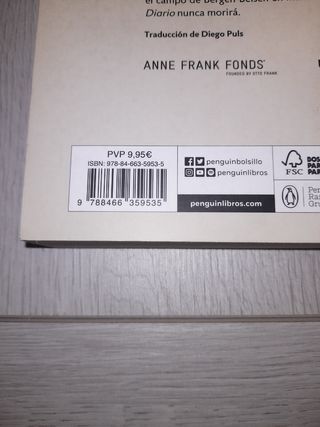 el campo de Bergen-Belsen en
Diario nunca morirá.
Traducción de Diego Puls
ANNE FRANK FONDS
FOUNDED BY OTTO FRANK
PVP 9,95€
ISBN: 978-84-663-5953-5
9 788466 359535
penguinbolsillo
penguinlibros
penguinlibros.com
FSC